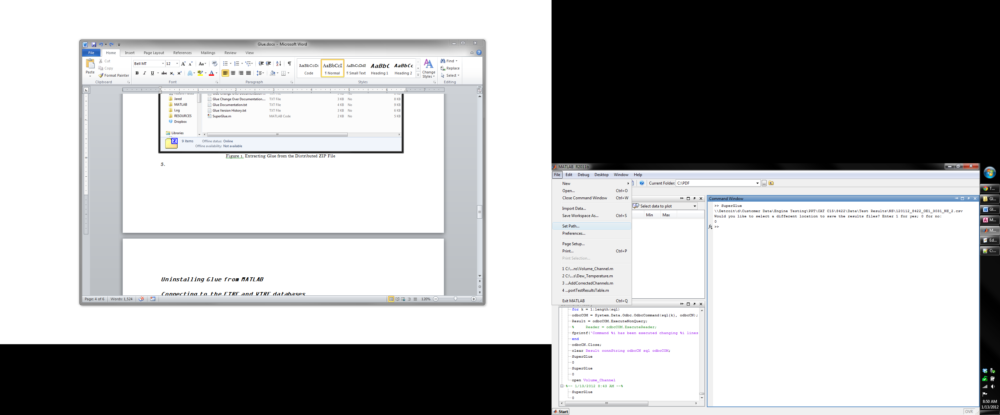 Glue.docx - Microsoft Word
File Home Insert Page Layout References Mailings Review View
Paste
Cut
Copy
Format Painter
Clipboard
Bell MT 12
Font
Paragraph
AaBbCcDc AaBbCcI AaBbCcDdE AaBbC AaBbCc
Code ¶ Normal ¶ Small Text Heading 1 Heading 2
Change Styles
Styles
Find
Replace
Select
Editing
Jared
MATLAB
Log
RESOURCES
Dropbox
Libraries
Glue Change Over Documentation.... TXT File 3 KB No 8 KB
Glue Documentation.txt TXT File 4 KB No 9 KB
Glue Version History.txt TXT File 3 KB No 6 KB
SuperGlue.m MATLAB Code 2 KB No 5 KB
9 items Offline status: Online
Offline availability: Not available
Figure 1. Extracting Glue from the Distributed ZIP File
3.
Uninstalling Glue from MATLAB
Connecting to the ETRE and VTRE databases
Page: 4 of 6 Words: 1,524 120%
MATLAB R2011b
File Edit Debug Desktop Window Help
Current Folder: C:\PDF
New
Open... Ctrl+O
Close Command Window Ctrl+W
Import Data...
Save Workspace As... Ctrl+S
Set Path...
Preferences...
Page Setup...
Print... Ctrl+P
Print Selection...
1 C:\...ns\Volume_Channel.m
2 C:\...s\Dew_Temperature.m
3 ...AddCorrectedChannels.m
4 ...portTestResultsTable.m
Exit MATLAB Ctrl+Q
Select data to plot
Min Max
Command Window
>> SuperGlue
\\Detroit\d\Customer Data\Engine Testing\PPT\CAT C15\8422\Data\Test Results\NS\120112_8422_OE1_3031_NS_2.csv
Would you like to select a different location to save the results files? Enter 1 for yes; 0 for no:
0
fx >>
for k = 1:length(sql)
odbcCOM = System.Data.Odbc.OdbcCommand(sql{k}, odbcCN);
Result = odbcCOM.ExecuteNonQuery;
% Reader = odbcCOM.ExecuteReader;
fprintf('Command %i has been executed changing %i lines
end
odbcCN.Close;
clear Result connString odbcCN sql odbcCOM;
SuperGlue
0
SuperGlue
0
open Volume_Channel
%-- 1/13/2012 8:43 AM --%
SuperGlue
0
Start
OVR
T...
Gl...
Gl...
M...
M...
Ed...
C:...
8:50 AM
1/13/2012